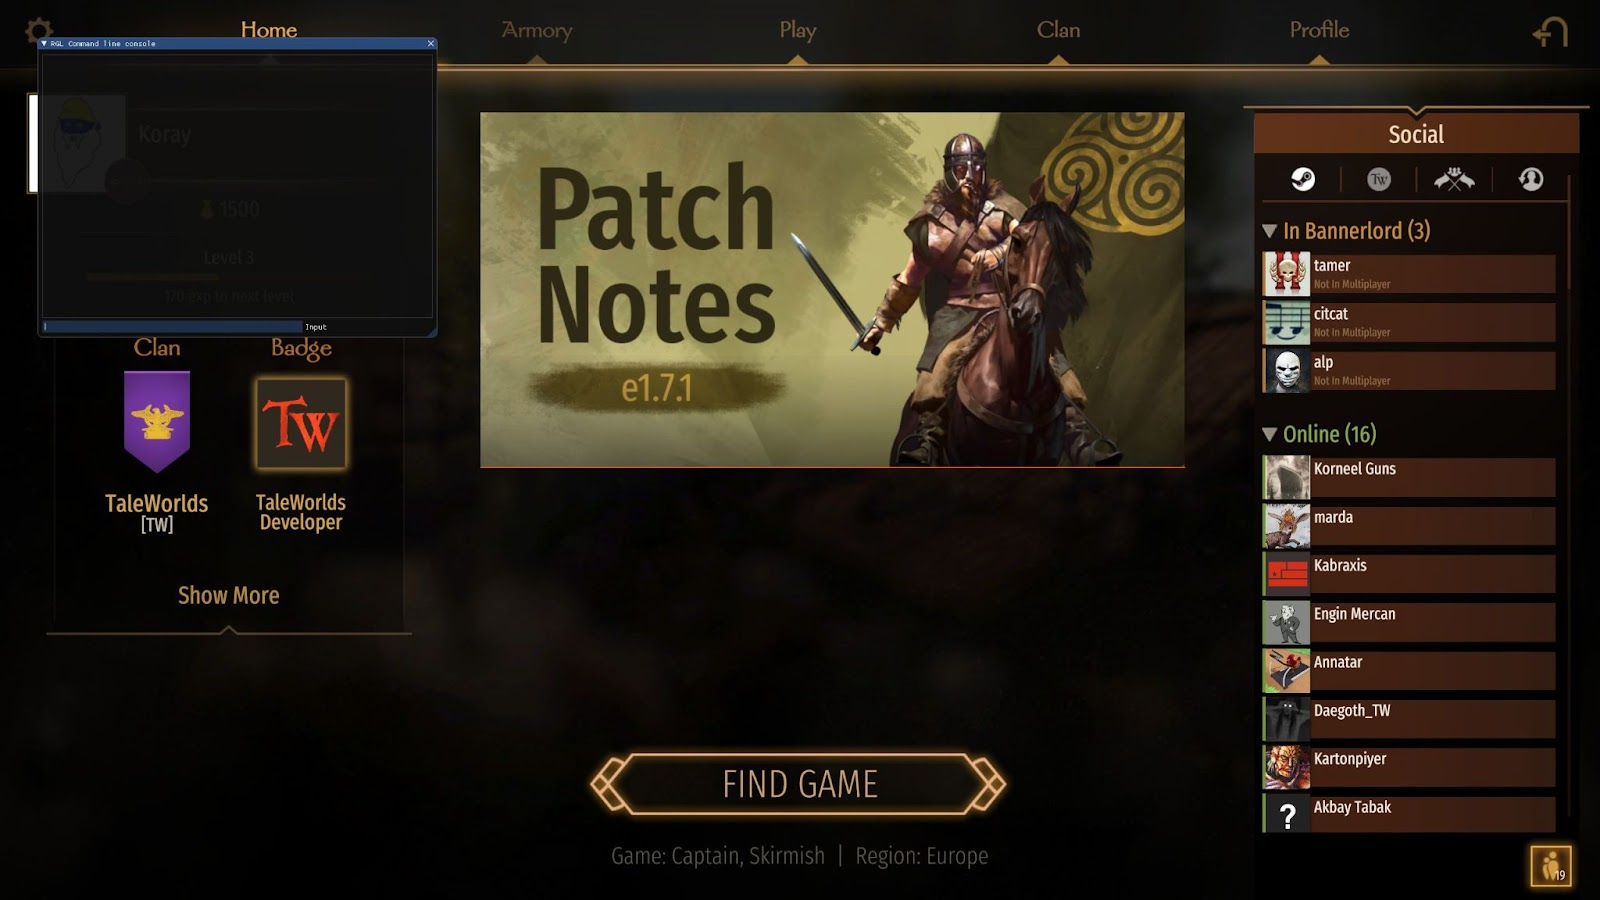 Home
Armory
Play
Clan
Profile
RGL Command line console
Koray
1500
Level 3
170 exp to next level
Input
Clan
Badge
TW
TaleWorlds
[TW]
TaleWorlds
Developer
Show More
Patch
Notes
e1.7.1
FIND GAME
Game: Captain, Skirmish | Region: Europe
Social
TW
In Bannerlord (3)
tamer
Not In Multiplayer
citcat
Not In Multiplayer
alp
Not In Multiplayer
Online (16)
Korneel Guns
marda
Kabraxis
Engin Mercan
Annatar
Daegoth_TW
Kartonpiyer
?
Akbay Tabak
19